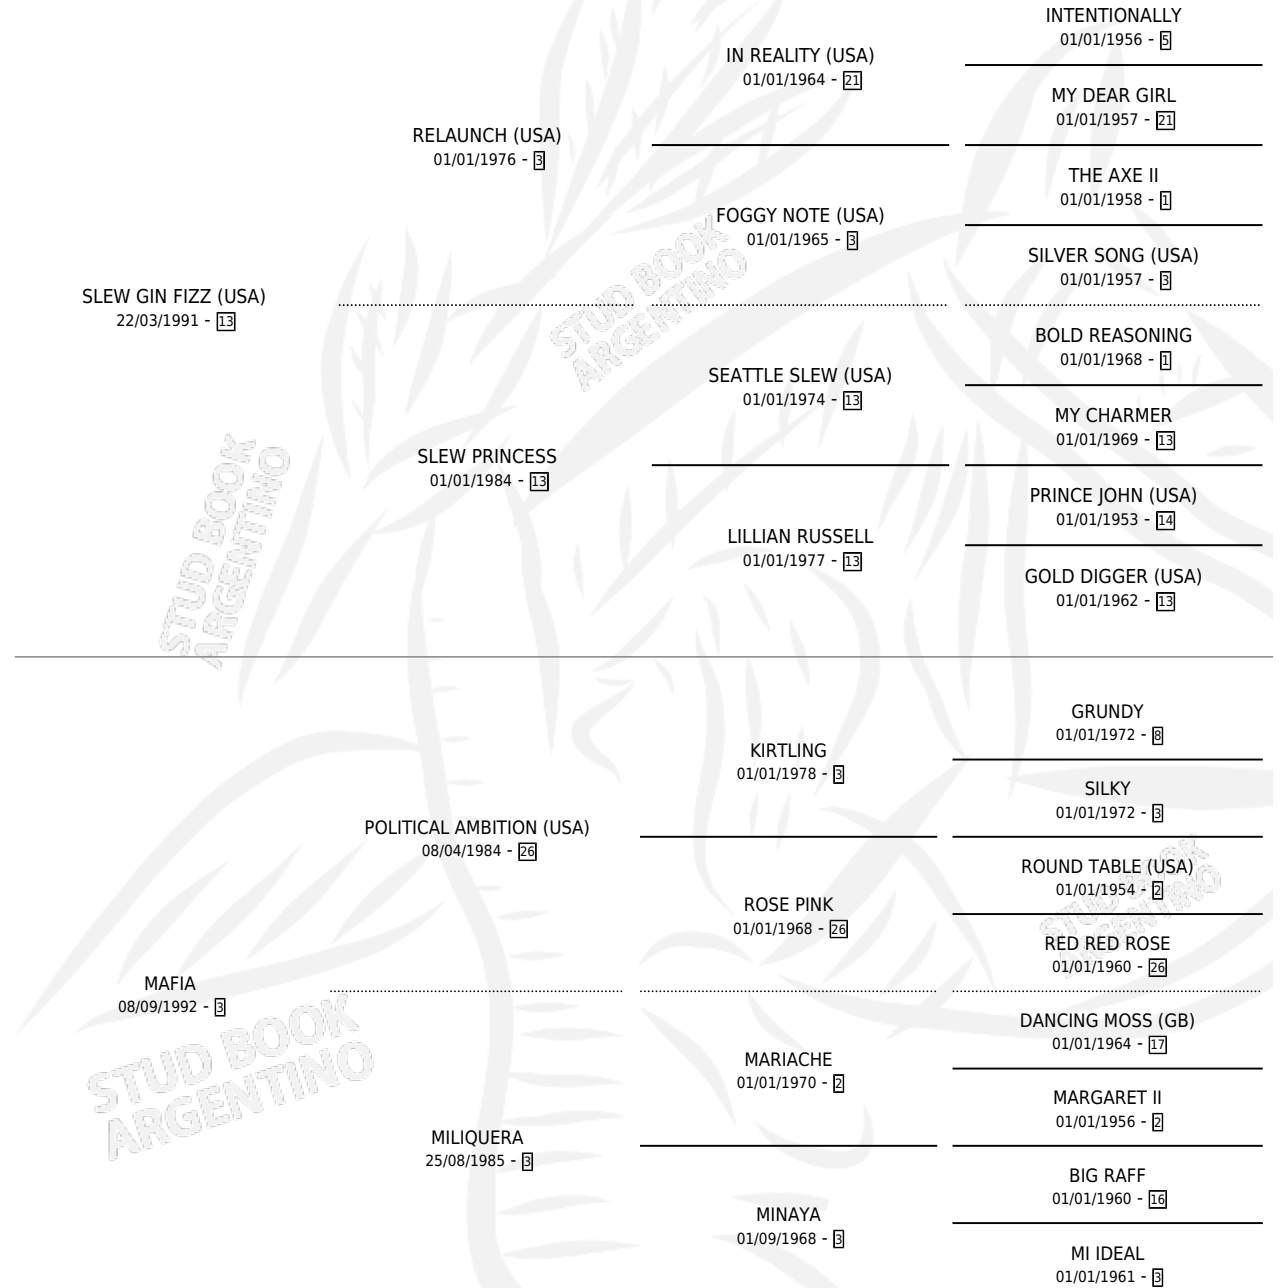 INTENTIONALLY
01/01/1956 - 5
IN REALITY (USA)
01/01/1964 - 21
MY DEAR GIRL
01/01/1957 - 21
RELAUNCH (USA)
01/01/1976 - 3
THE AXE II
01/01/1958 - 1
FOGGY NOTE (USA)
01/01/1965 - 3
SILVER SONG (USA)
01/01/1957 - 3
SLEW GIN FIZZ (USA)
22/03/1991 - 13
BOLD REASONING
01/01/1968 - 1
SEATTLE SLEW (USA)
01/01/1974 - 13
MY CHARMER
01/01/1969 - 13
SLEW PRINCESS
01/01/1984 - 13
PRINCE JOHN (USA)
01/01/1953 - 14
LILLIAN RUSSELL
01/01/1977 - 13
GOLD DIGGER (USA)
01/01/1962 - 13
GRUNDY
01/01/1972 - 8
KIRTLING
01/01/1978 - 3
SILKY
01/01/1972 - 3
POLITICAL AMBITION (USA)
08/04/1984 - 26
ROUND TABLE (USA)
01/01/1954 - 2
ROSE PINK
01/01/1968 - 26
RED RED ROSE
01/01/1960 - 26
MAFIA
08/09/1992 - 3
DANCING MOSS (GB)
01/01/1964 - 17
MARIACHE
01/01/1970 - 2
MARGARET II
01/01/1956 - 2
MILIQUERA
25/08/1985 - 3
BIG RAFF
01/01/1960 - 16
MINAYA
01/09/1968 - 3
MI IDEAL
01/01/1961 - 3
STUD BOOK
ARGENTINO
STUD BOOK
ARGENTINO
STUD BOOK
ARGENTINO
STUD BOOK
ARGENTINO